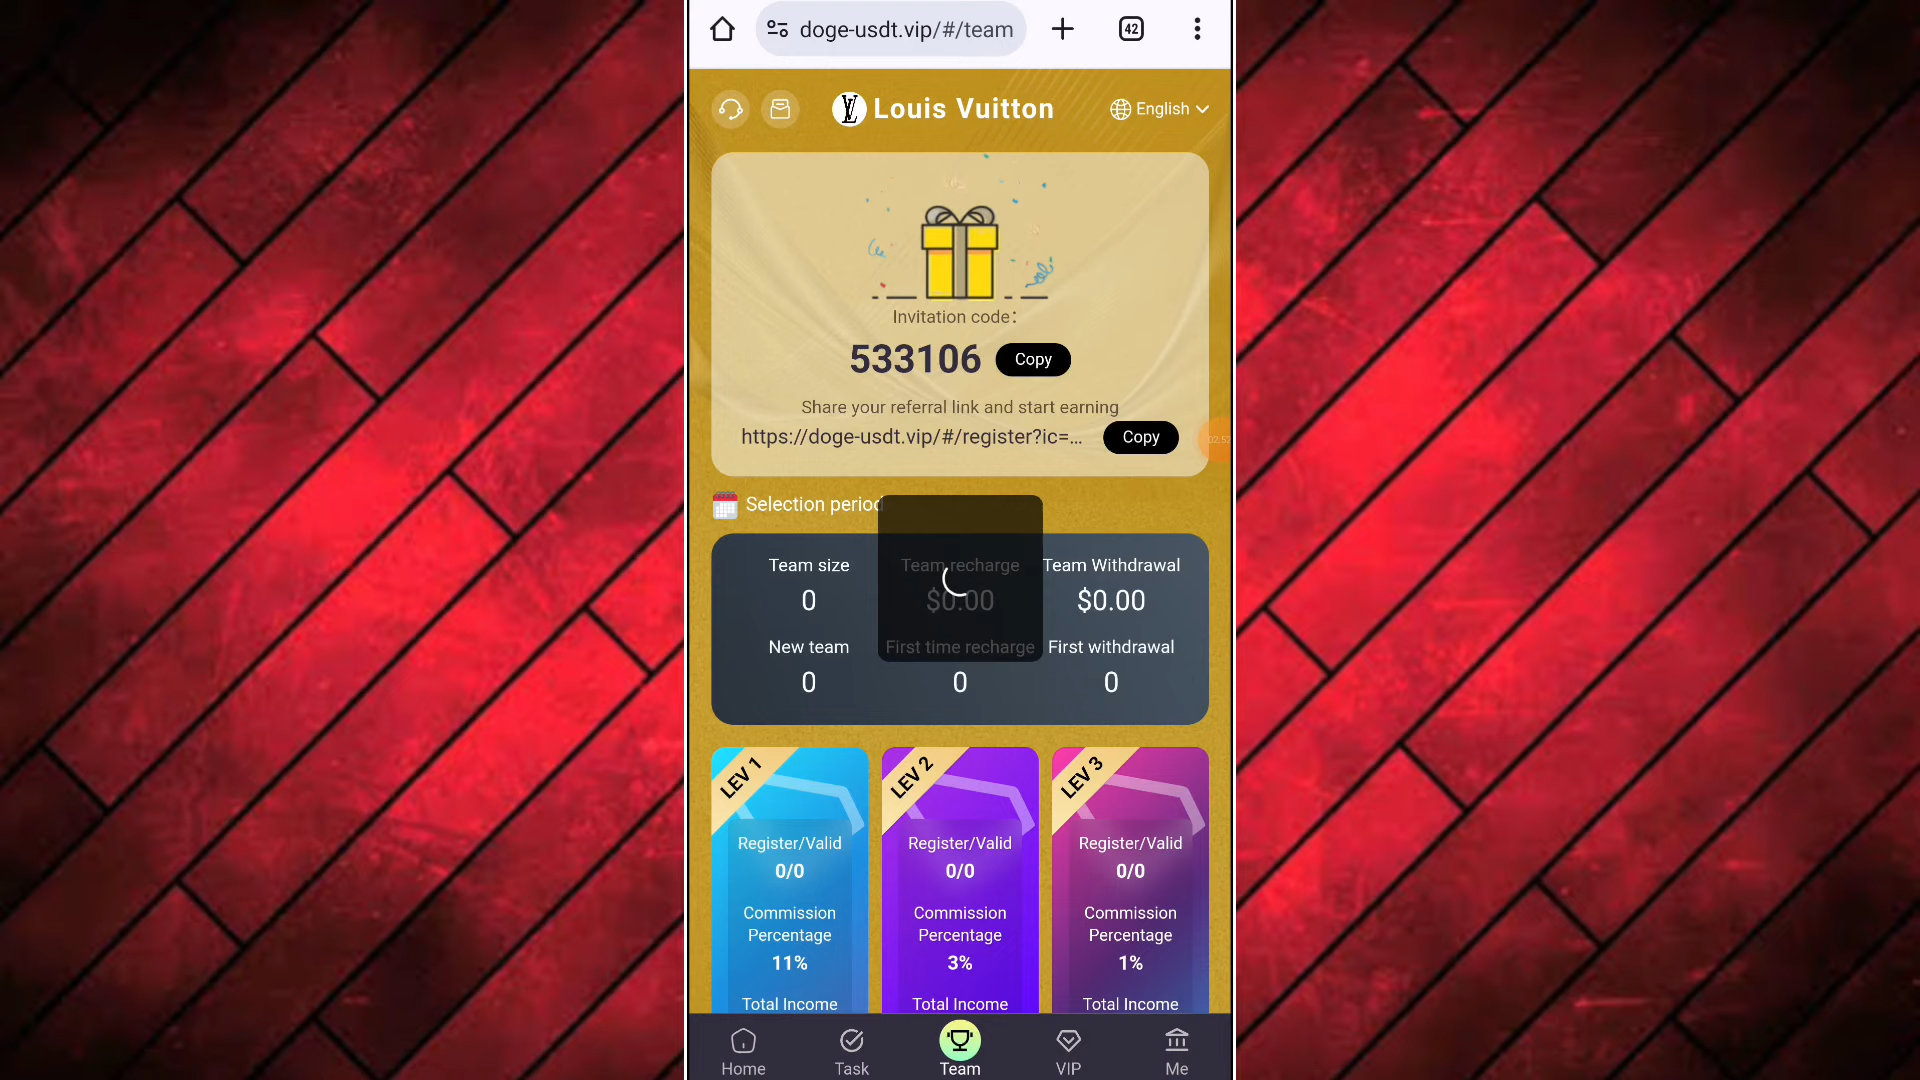 doge-usdt.vip/#/team
42
LV Louis Vuitton
English
Invitation code:
533106 Copy
Share your referral link and start earning
https://doge-usdt.vip/#/register?ic=... Copy
02:52
Selection period
Team size Team recharge Team Withdrawal
0 $0.00 $0.00
New team First time recharge First withdrawal
0 0 0
LEV 1 LEV 2 LEV 3
Register/Valid Register/Valid Register/Valid
0/0 0/0 0/0
Commission Commission Commission
Percentage Percentage Percentage
11% 3% 1%
Total Income Total Income Total Income
Home Task Team VIP Me